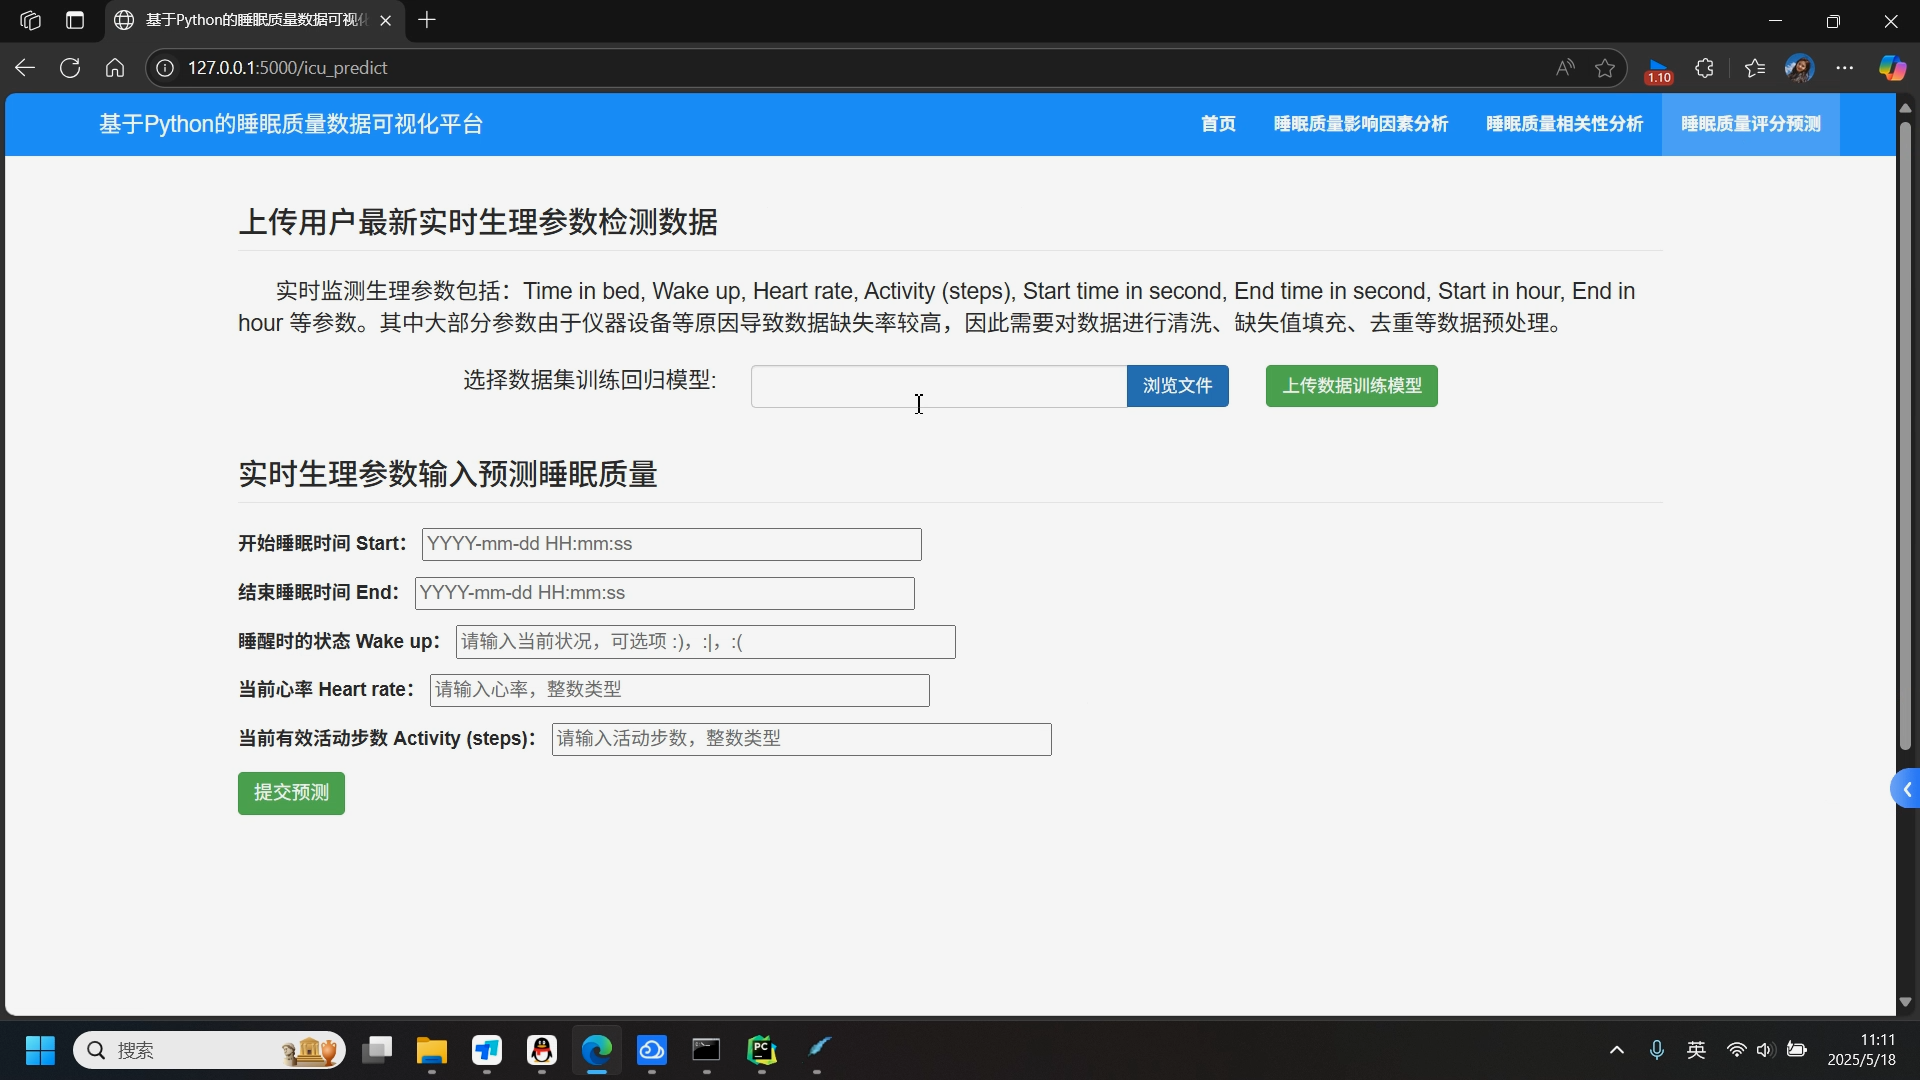 基于Python的睡眠质量数据可视化
127.0.0.1:5000/icu_predict
1.10
基于Python的睡眠质量数据可视化平台
首页 睡眠质量影响因素分析 睡眠质量相关性分析 睡眠质量评分预测
上传用户最新实时生理参数检测数据
实时监测生理参数包括：Time in bed, Wake up, Heart rate, Activity (steps), Start time in second, End time in second, Start in hour, End in
hour 等参数。其中大部分参数由于仪器设备等原因导致数据缺失率较高，因此需要对数据进行清洗、缺失值填充、去重等数据预处理。
选择数据集训练回归模型: 浏览文件 上传数据训练模型
实时生理参数输入预测睡眠质量
开始睡眠时间 Start： YYYY-mm-dd HH:mm:ss
结束睡眠时间 End： YYYY-mm-dd HH:mm:ss
睡醒时的状态 Wake up： 请输入当前状况，可选项 :)，:|，:(
当前心率 Heart rate： 请输入心率，整数类型
当前有效活动步数 Activity (steps)： 请输入活动步数，整数类型
提交预测
搜索 PC 英 11:11
2025/5/18